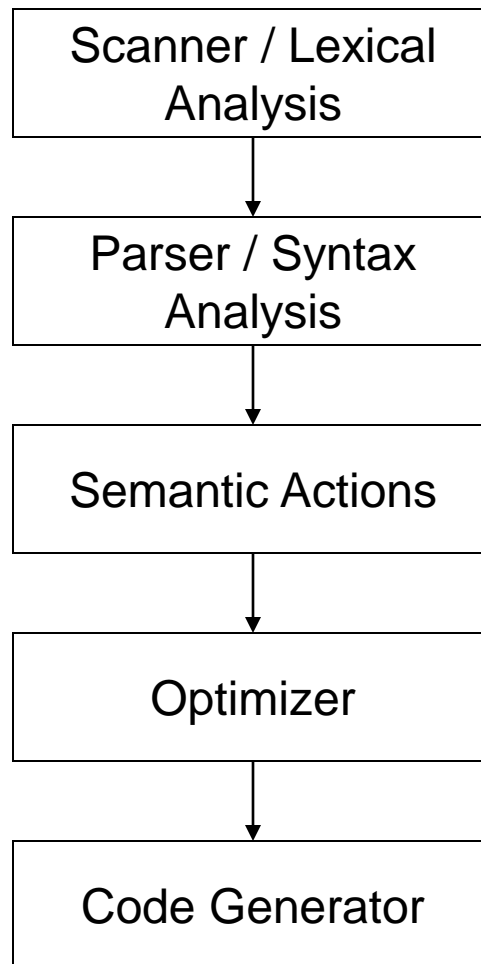 Scanner / Lexical
Analysis
Parser / Syntax
Analysis
Semantic Actions
Optimizer
Code Generator